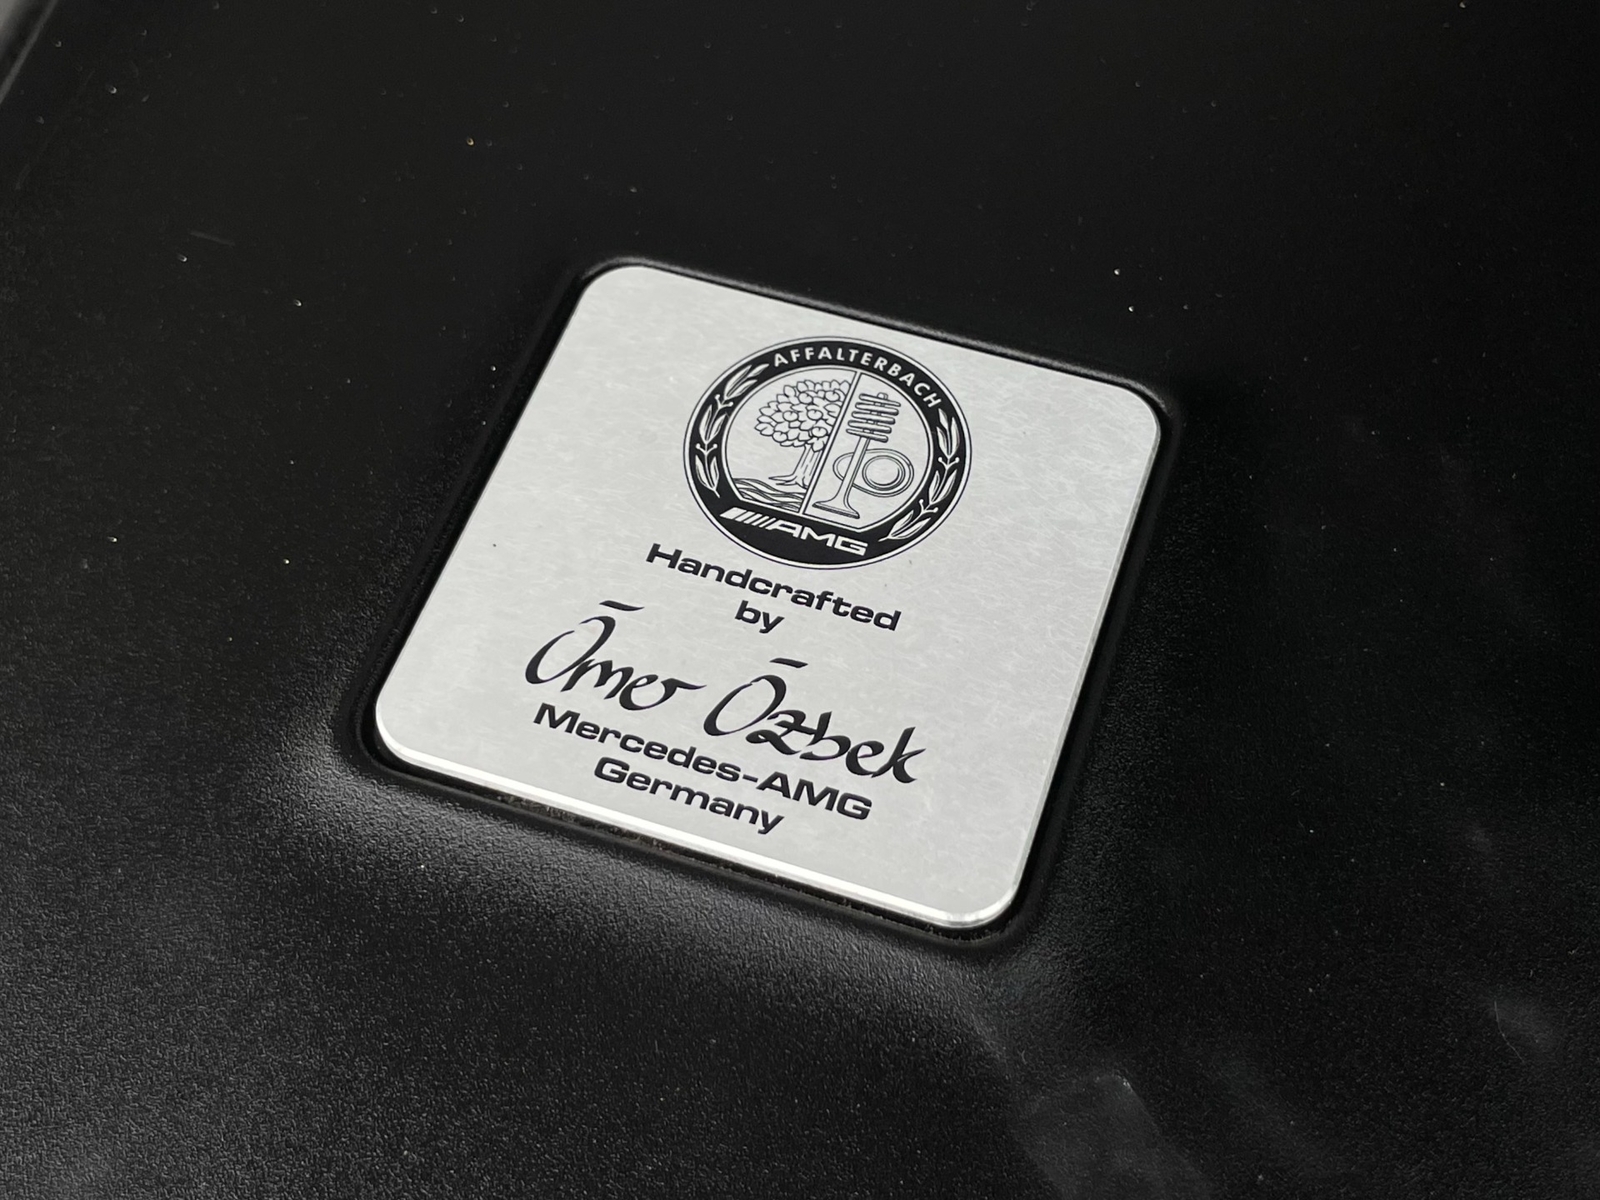 AFFALTERBACH
AMG
Handcrafted
by
Ömer Özbek
Mercedes-AMG
Germany